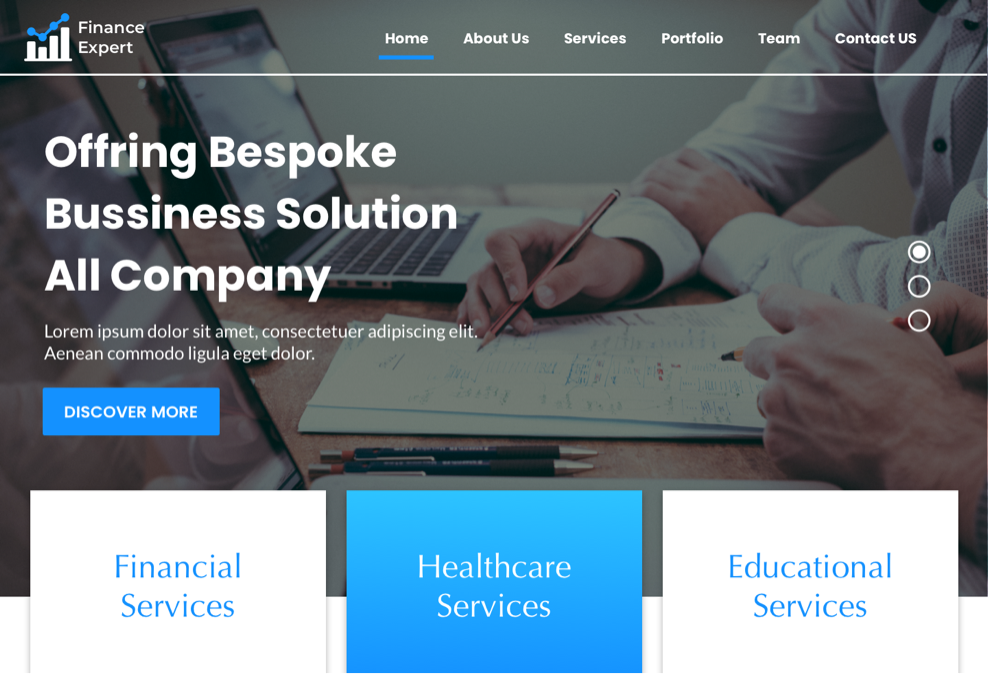 Finance
Expert
Home About Us Services Portfolio Team Contact US
Offring Bespoke
Bussiness Solution
All Company
Lorem ipsum dolor sit amet, consectetuer adipiscing elit.
Aenean commodo ligula eget dolor.
DISCOVER MORE
Financial
Services
Healthcare
Services
Educational
Services